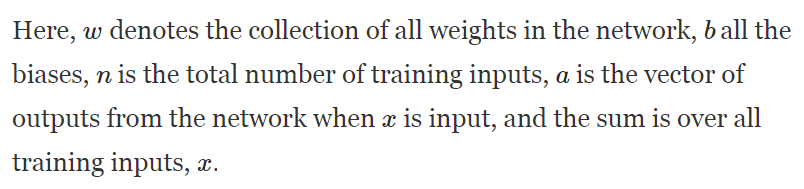 Here, w denotes the collection of all weights in the network, b all the
biases, n is the total number of training inputs, a is the vector of
outputs from the network when x is input, and the sum is over all
training inputs, x.